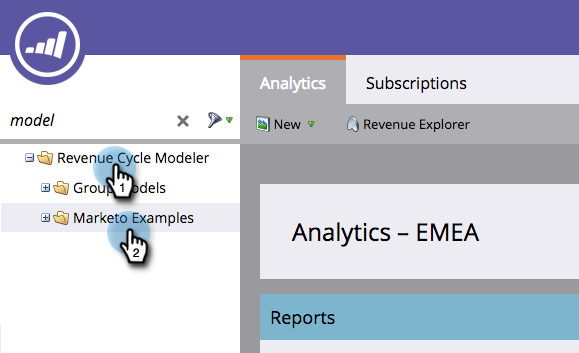 Analytics
Subscriptions
model
New
Revenue Explorer
Revenue Cycle Modeler
1
Group Models
Marketo Examples
2
Analytics – EMEA
Reports